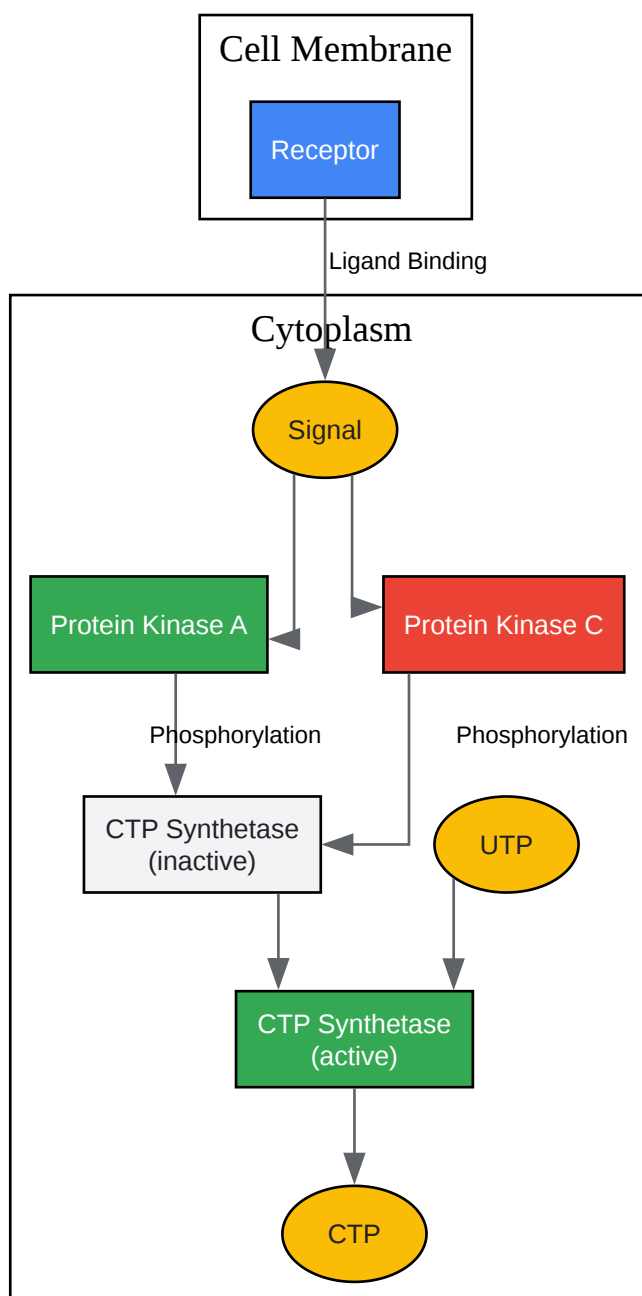 Cell Membrane
Receptor
Ligand Binding
Cytoplasm
Signal
Protein Kinase A
Protein Kinase C
Phosphorylation
Phosphorylation
CTP Synthetase
(inactive)
UTP
CTP Synthetase
(active)
CTP